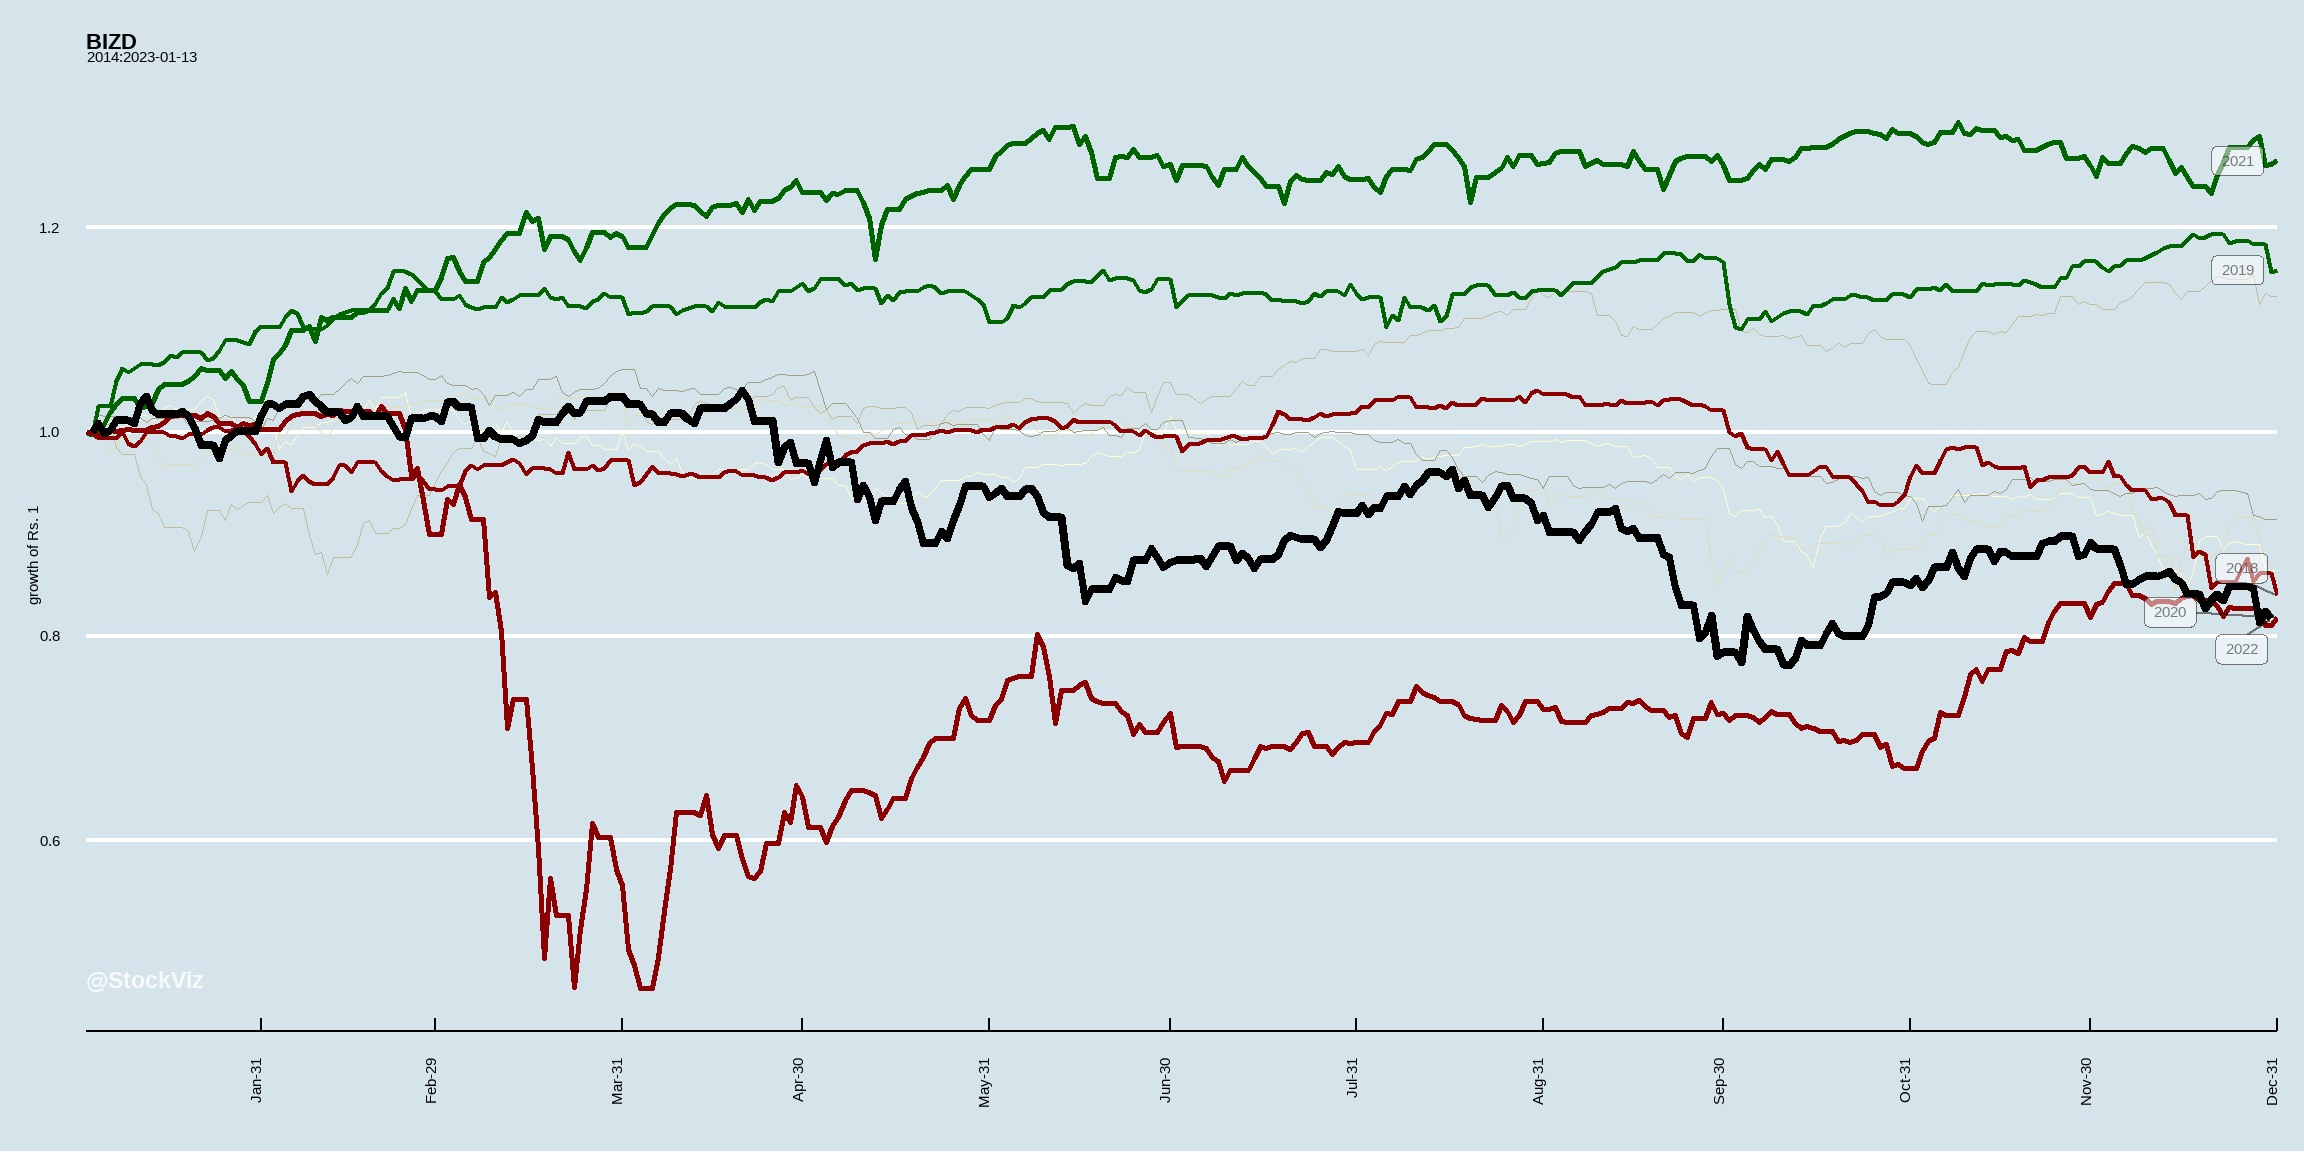 BIZD
2014:2023-01-13
growth of Rs. 1
1.2
1.0
0.8
0.6
2021
2019
2018
2020
2022
@StockViz
Jan-31
Feb-29
Mar-31
Apr-30
May-31
Jun-30
Jul-31
Aug-31
Sep-30
Oct-31
Nov-30
Dec-31